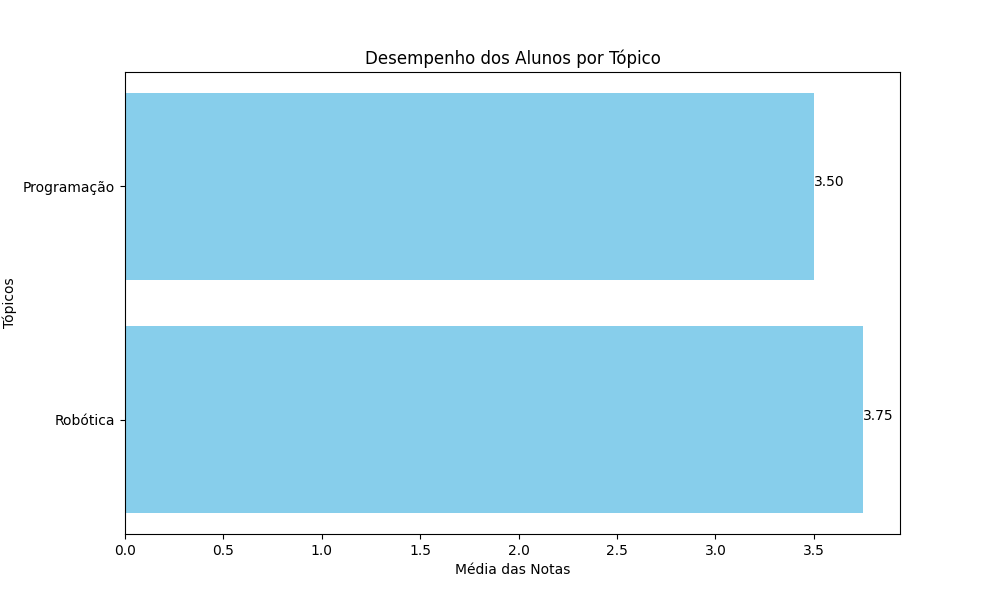 Desempenho dos Alunos por Tópico
Tópicos
Programação
3.50
Robótica
3.75
0.0 0.5 1.0 1.5 2.0 2.5 3.0 3.5
Média das Notas